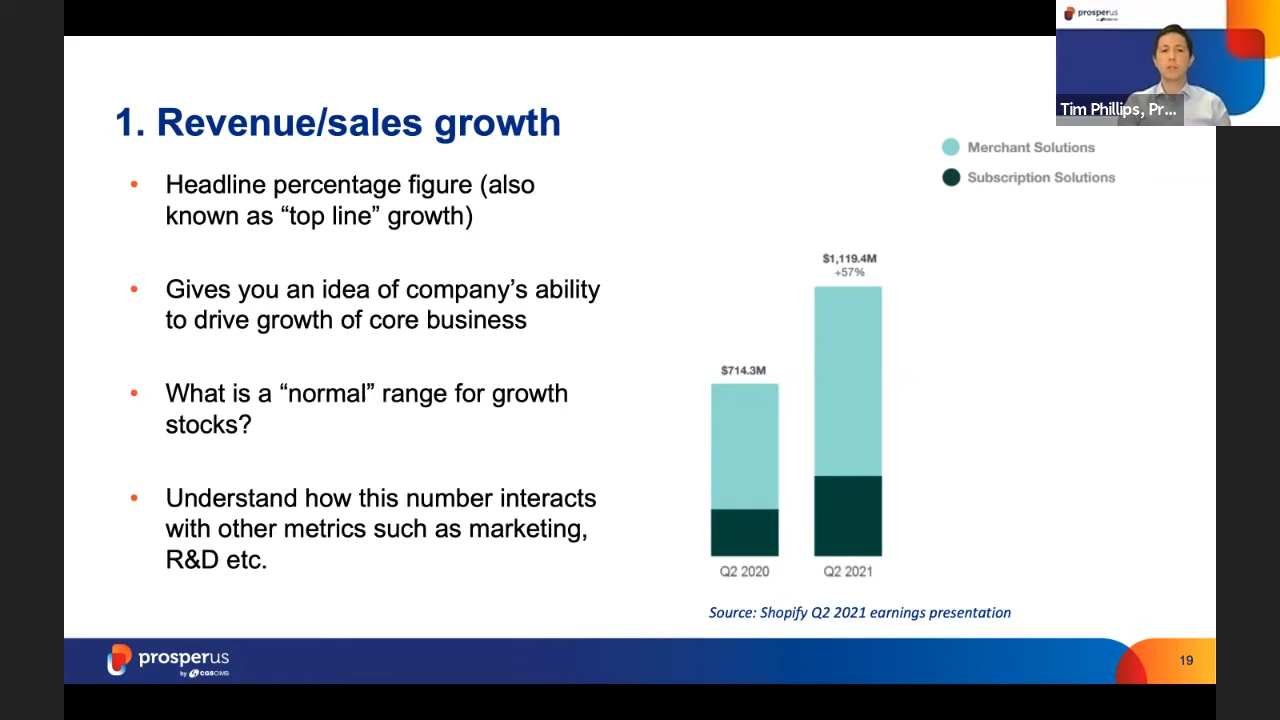 prosperus
Tim Phillips, Pr...
1. Revenue/sales growth
• Headline percentage figure (also
known as “top line” growth)
• Gives you an idea of company’s ability
to drive growth of core business
• What is a “normal” range for growth
stocks?
• Understand how this number interacts
with other metrics such as marketing,
R&D etc.
Merchant Solutions
Subscription Solutions
$1,119.4M
+57%
$714.3M
Q2 2020
Q2 2021
Source: Shopify Q2 2021 earnings presentation
prosperus
by CGS CIMB
19